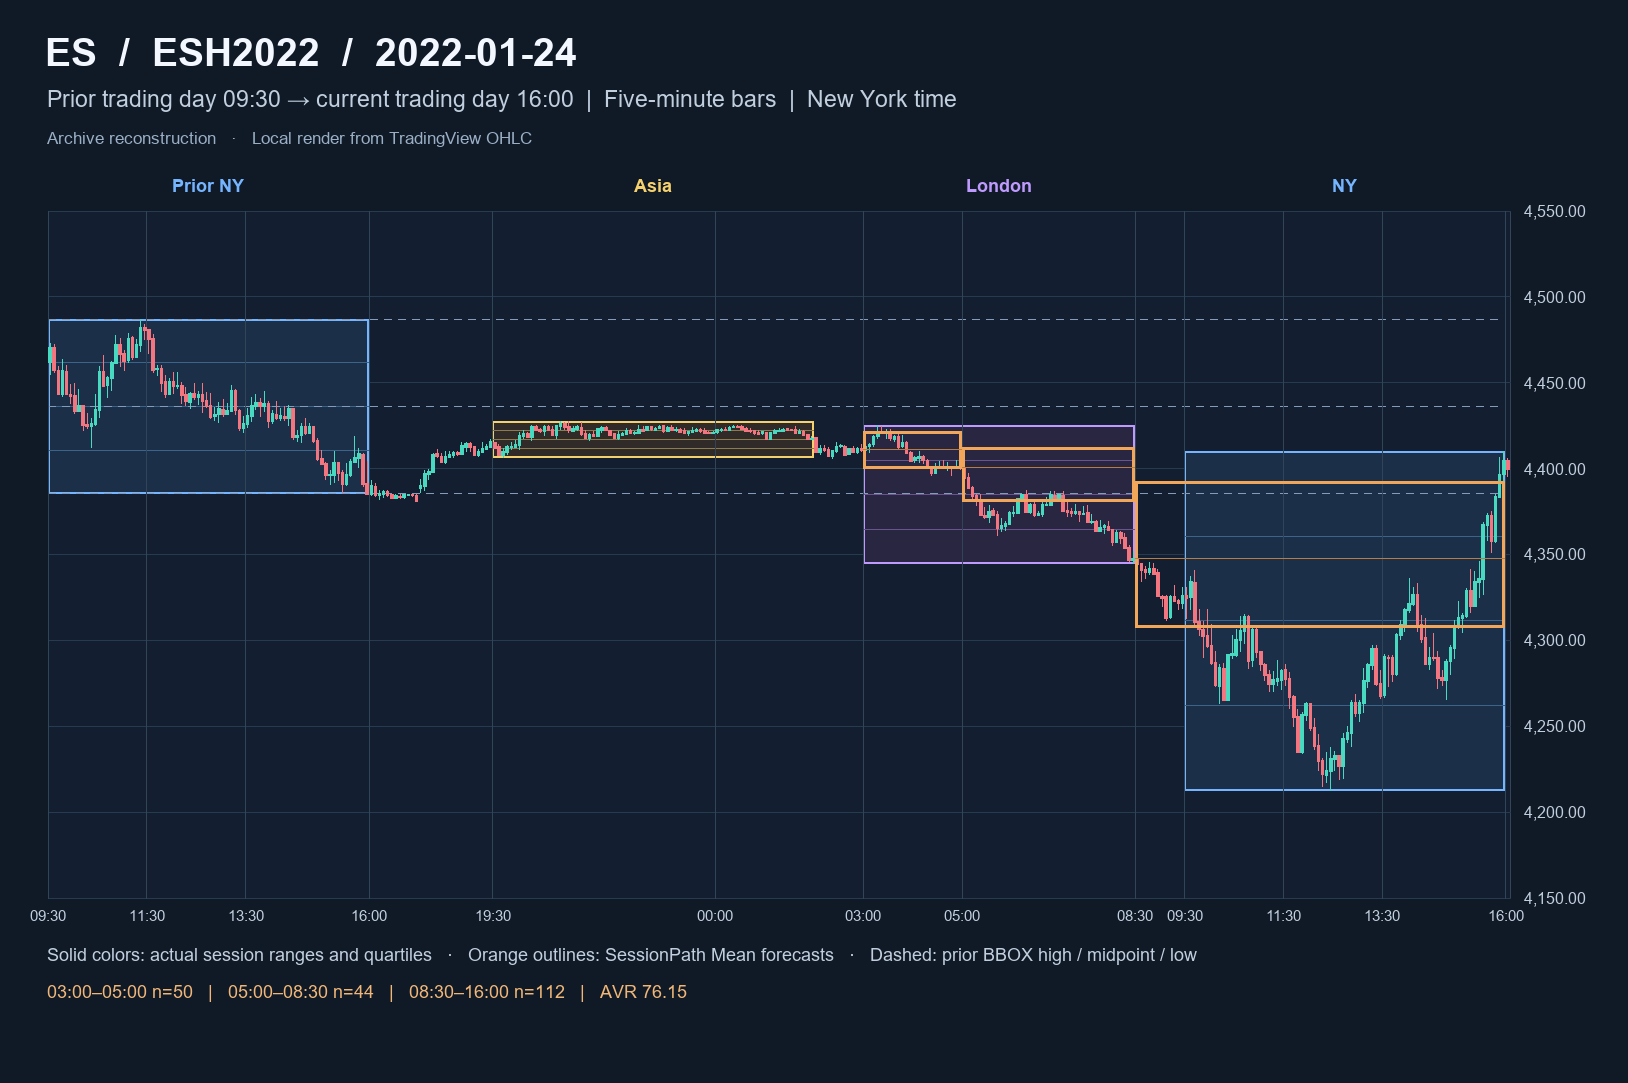 ES / ESH2022 / 2022-01-24
Prior trading day 09:30 → current trading day 16:00 | Five-minute bars | New York time
Archive reconstruction · Local render from TradingView OHLC
Prior NY Asia London NY
4,550.00
4,500.00
4,450.00
4,400.00
4,350.00
4,300.00
4,250.00
4,200.00
4,150.00
09:30 11:30 13:30 16:00 19:30 00:00 03:00 05:00 08:30 09:30 11:30 13:30 16:00
Solid colors: actual session ranges and quartiles · Orange outlines: SessionPath Mean forecasts · Dashed: prior BBOX high / midpoint / low
03:00–05:00 n=50 | 05:00–08:30 n=44 | 08:30–16:00 n=112 | AVR 76.15